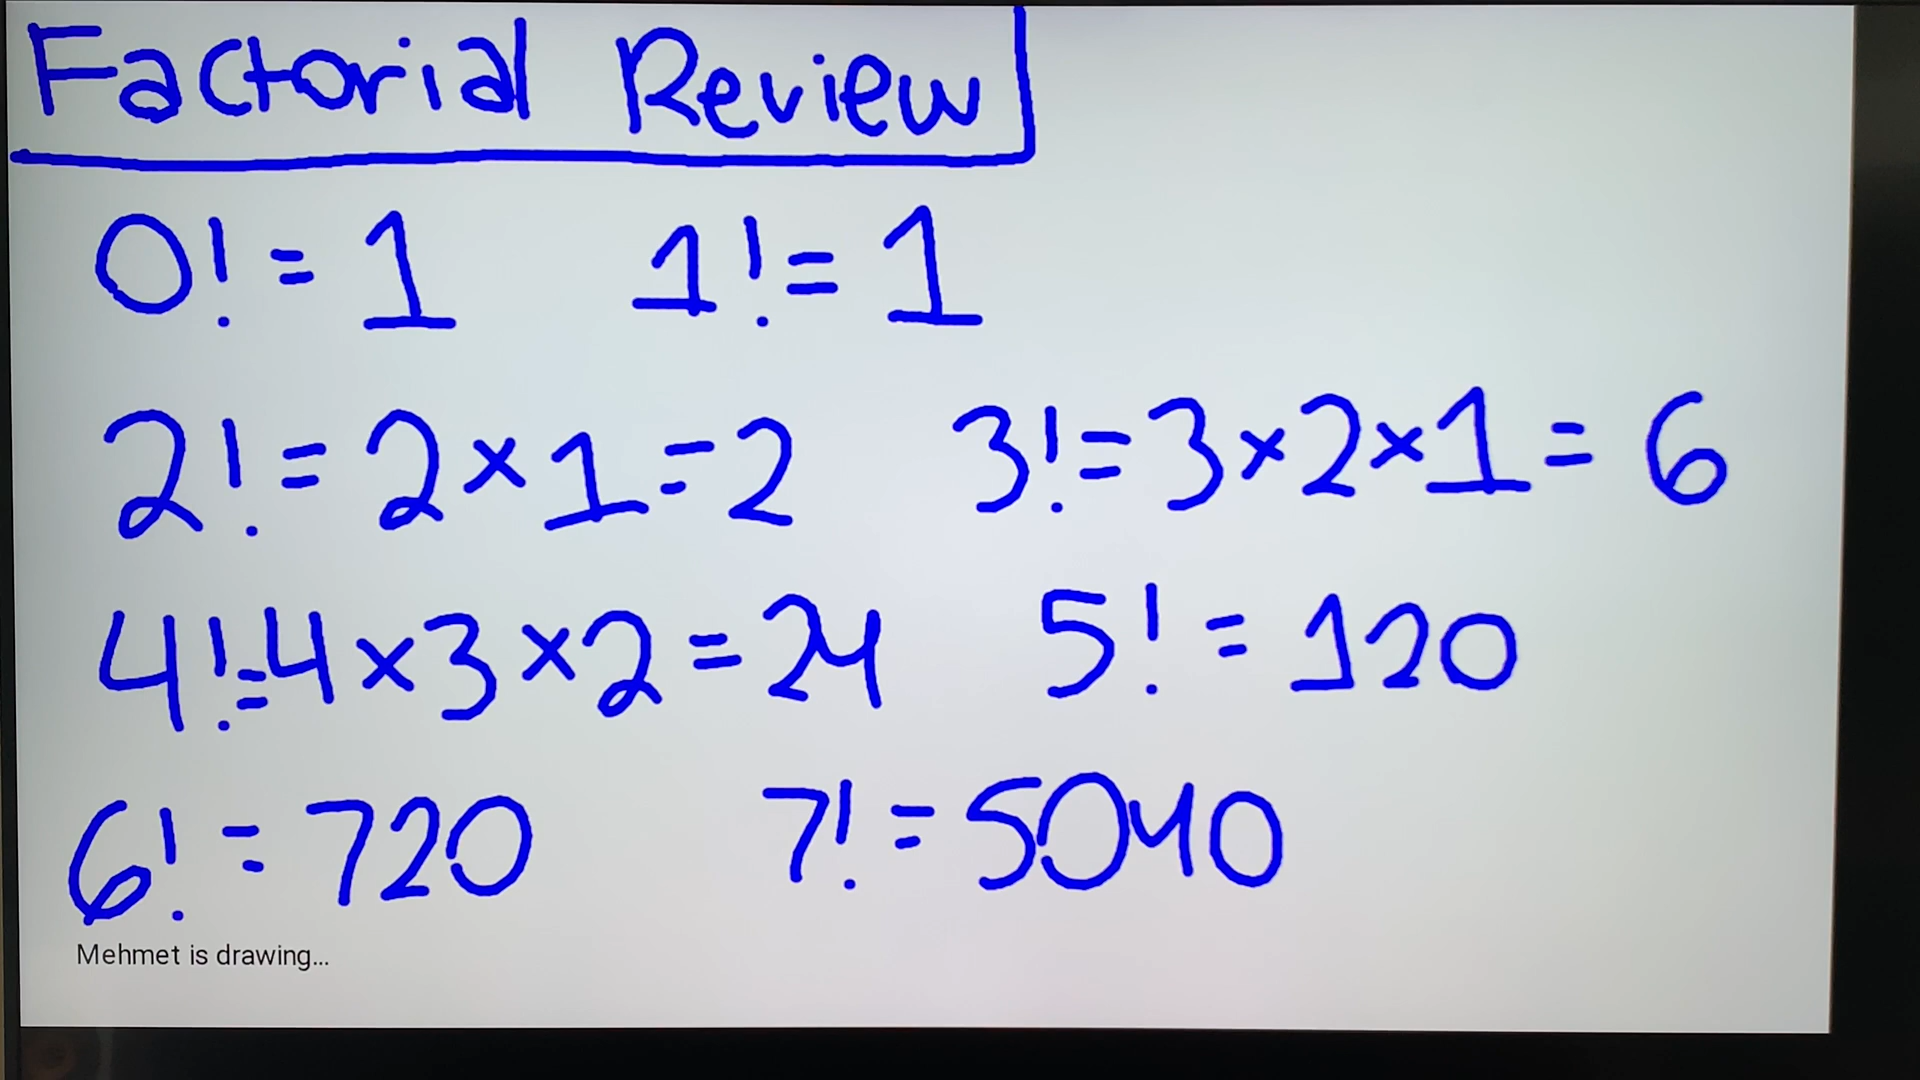 Factorial Review
0! = 1 1! = 1
2! = 2 × 1 = 2 3! = 3 × 2 × 1 = 6
4! = 4 × 3 × 2 = 24 5! = 120
6! = 720 7! = 5040
Mehmet is drawing...